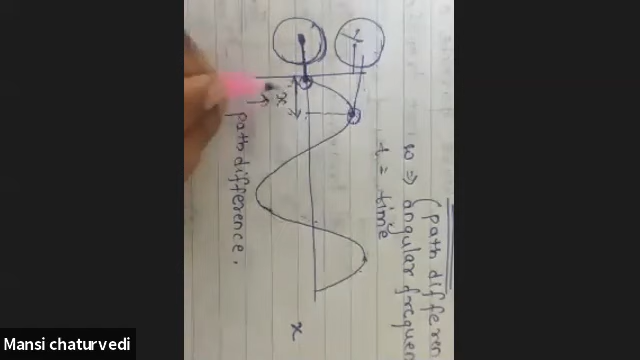 (path differen
ω ⇒ angular frequen
t = time
x
path difference.
x
Mansi chaturvedi